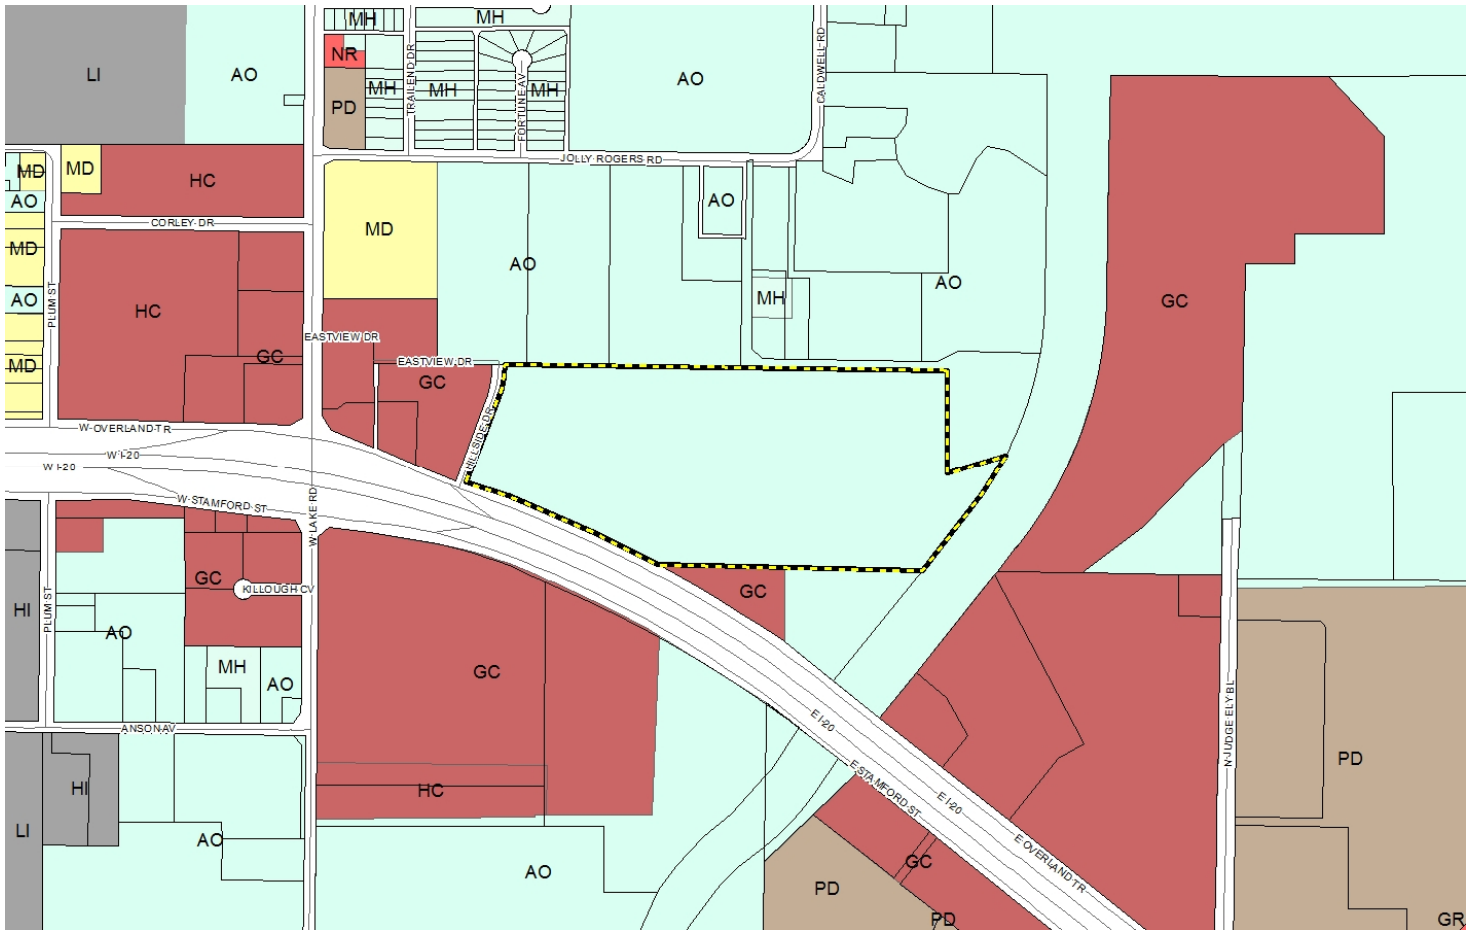 MH
MH
NR
LI
AO
AO
TRAILEND DR
CALDWELL RD
MH
MH
MH
PD
FORTUNE AV
JOLLY ROGERS RD
MD
MD
HC
AO
AO
CORLEY DR
MD
MD
AO
AO
MH
GC
AO
PLUM ST
HC
EASTVIEW DR
GC
EASTVIEW DR
MD
GC
HILLSIDE DR
W OVERLAND TR
W I-20
W I-20
W STAMFORD ST
W LAKE RD
GC
KILLOUGH CV
GC
HI
PLUM ST
AO
MH
AO
GC
N JUDGE ELY BL
ANSON AV
E I-20
PD
HI
HC
E STAMFORD ST
E I-20
LI
AO
E OVERLAND TR
GC
AO
PD
PD
GR